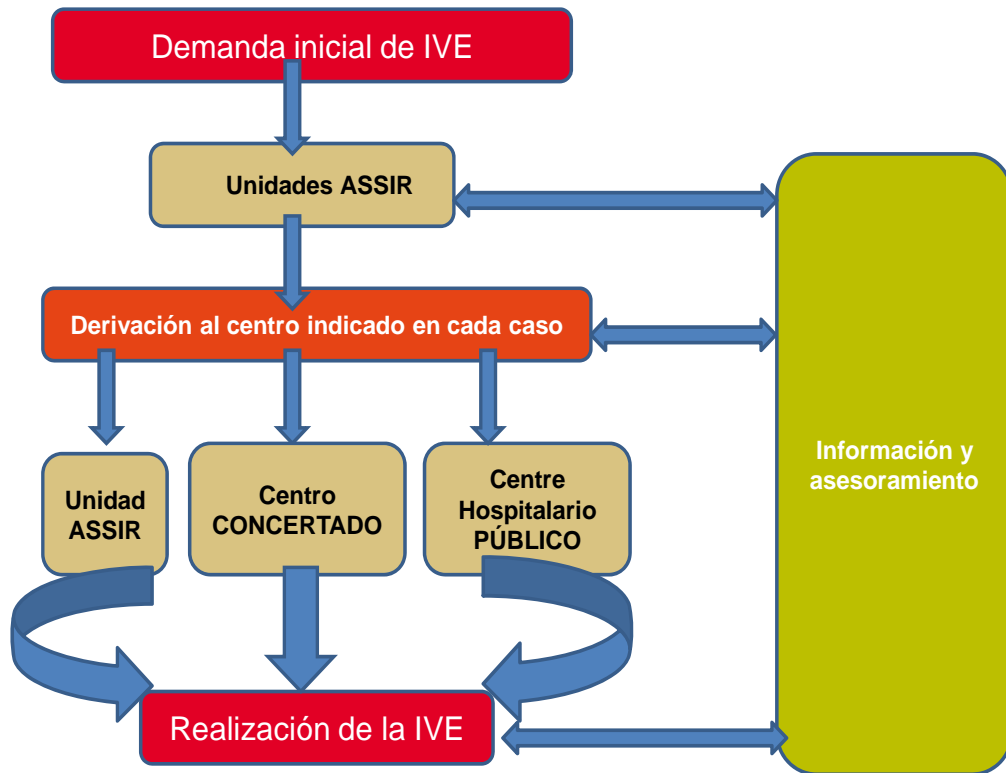 Demanda inicial de IVE
Unidades ASSIR
Derivación al centro indicado en cada caso
Unidad
ASSIR
Centro
CONCERTADO
Centre
Hospitalario
PÚBLICO
Información y
asesoramiento
Realización de la IVE